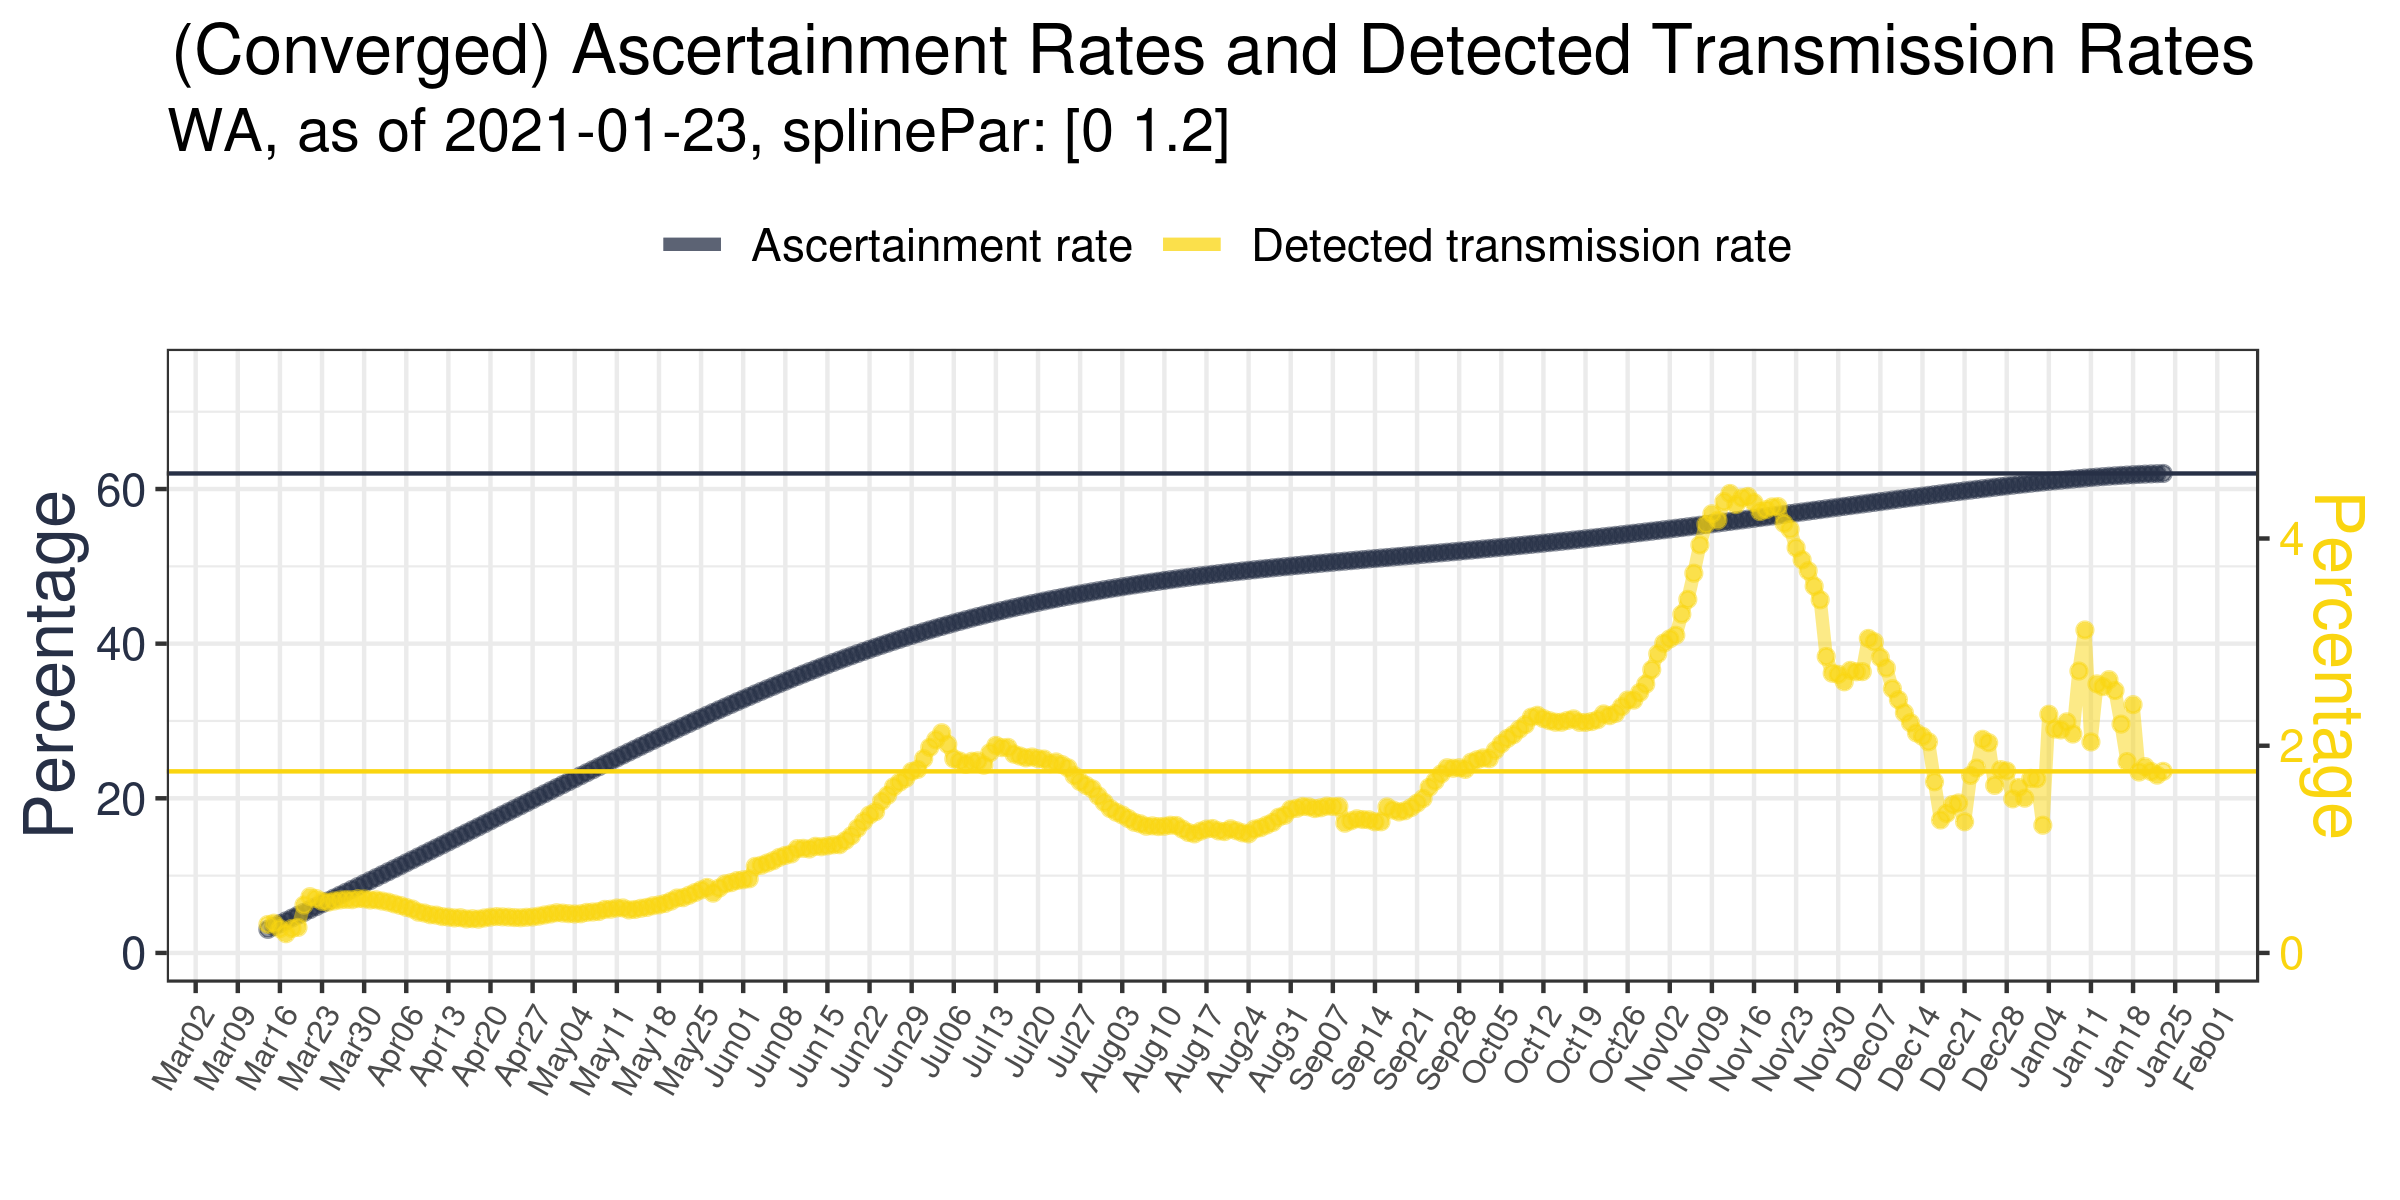 (Converged) Ascertainment Rates and Detected Transmission Rates
WA, as of 2021-01-23, splinePar: [0 1.2]
Ascertainment rate
Detected transmission rate
Percentage
60
40
20
0
4
2
0
Percentage
Mar02
Mar09
Mar16
Mar23
Mar30
Apr06
Apr13
Apr20
Apr27
May04
May11
May18
May25
Jun01
Jun08
Jun15
Jun22
Jun29
Jul06
Jul13
Jul20
Jul27
Aug03
Aug10
Aug17
Aug24
Aug31
Sep07
Sep14
Sep21
Sep28
Oct05
Oct12
Oct19
Oct26
Nov02
Nov09
Nov16
Nov23
Nov30
Dec07
Dec14
Dec21
Dec28
Jan04
Jan11
Jan18
Jan25
Feb01